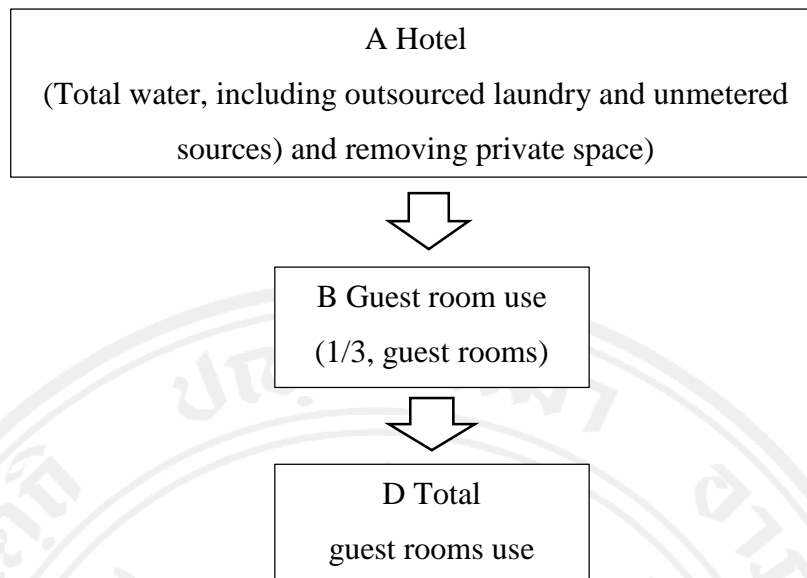 A Hotel
(Total water, including outsourced laundry and unmetered
sources) and removing private space)
B Guest room use
(1/3, guest rooms)
D Total
guest rooms use